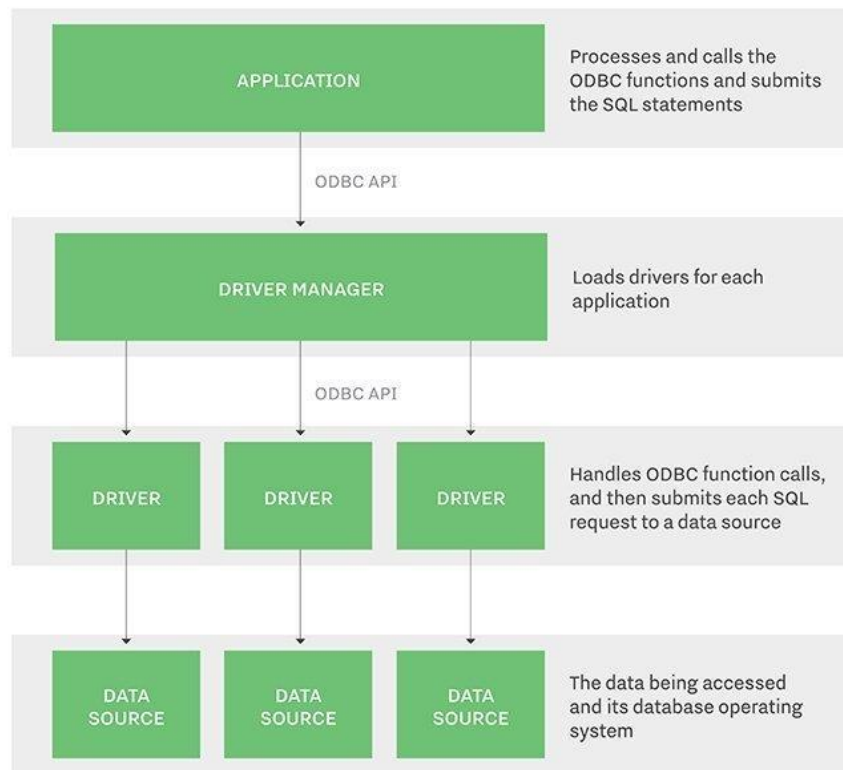 APPLICATION
Processes and calls the
ODBC functions and submits
the SQL statements
ODBC API
DRIVER MANAGER
Loads drivers for each
application
ODBC API
DRIVER
DRIVER
DRIVER
Handles ODBC function calls,
and then submits each SQL
request to a data source
DATA
SOURCE
DATA
SOURCE
DATA
SOURCE
The data being accessed
and its database operating
system